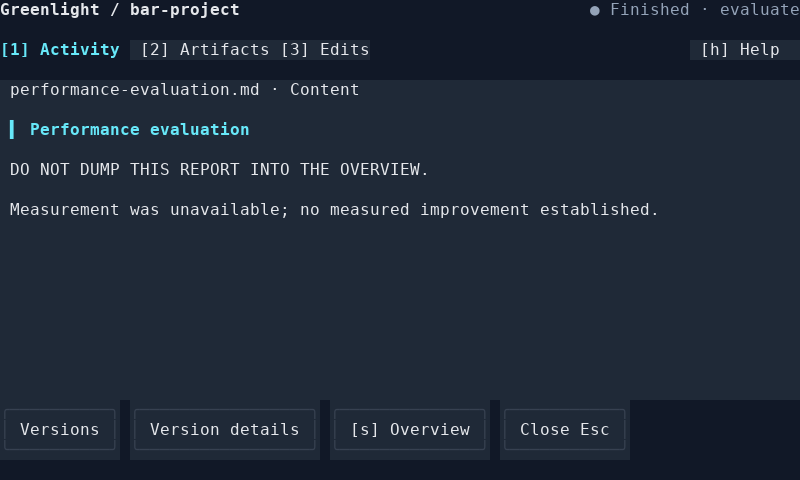 Greenlight / bar-project ● Finished · evaluate
[1] Activity [2] Artifacts [3] Edits [h] Help
performance-evaluation.md · Content
Performance evaluation
DO NOT DUMP THIS REPORT INTO THE OVERVIEW.
Measurement was unavailable; no measured improvement established.
Versions Version details [s] Overview Close Esc